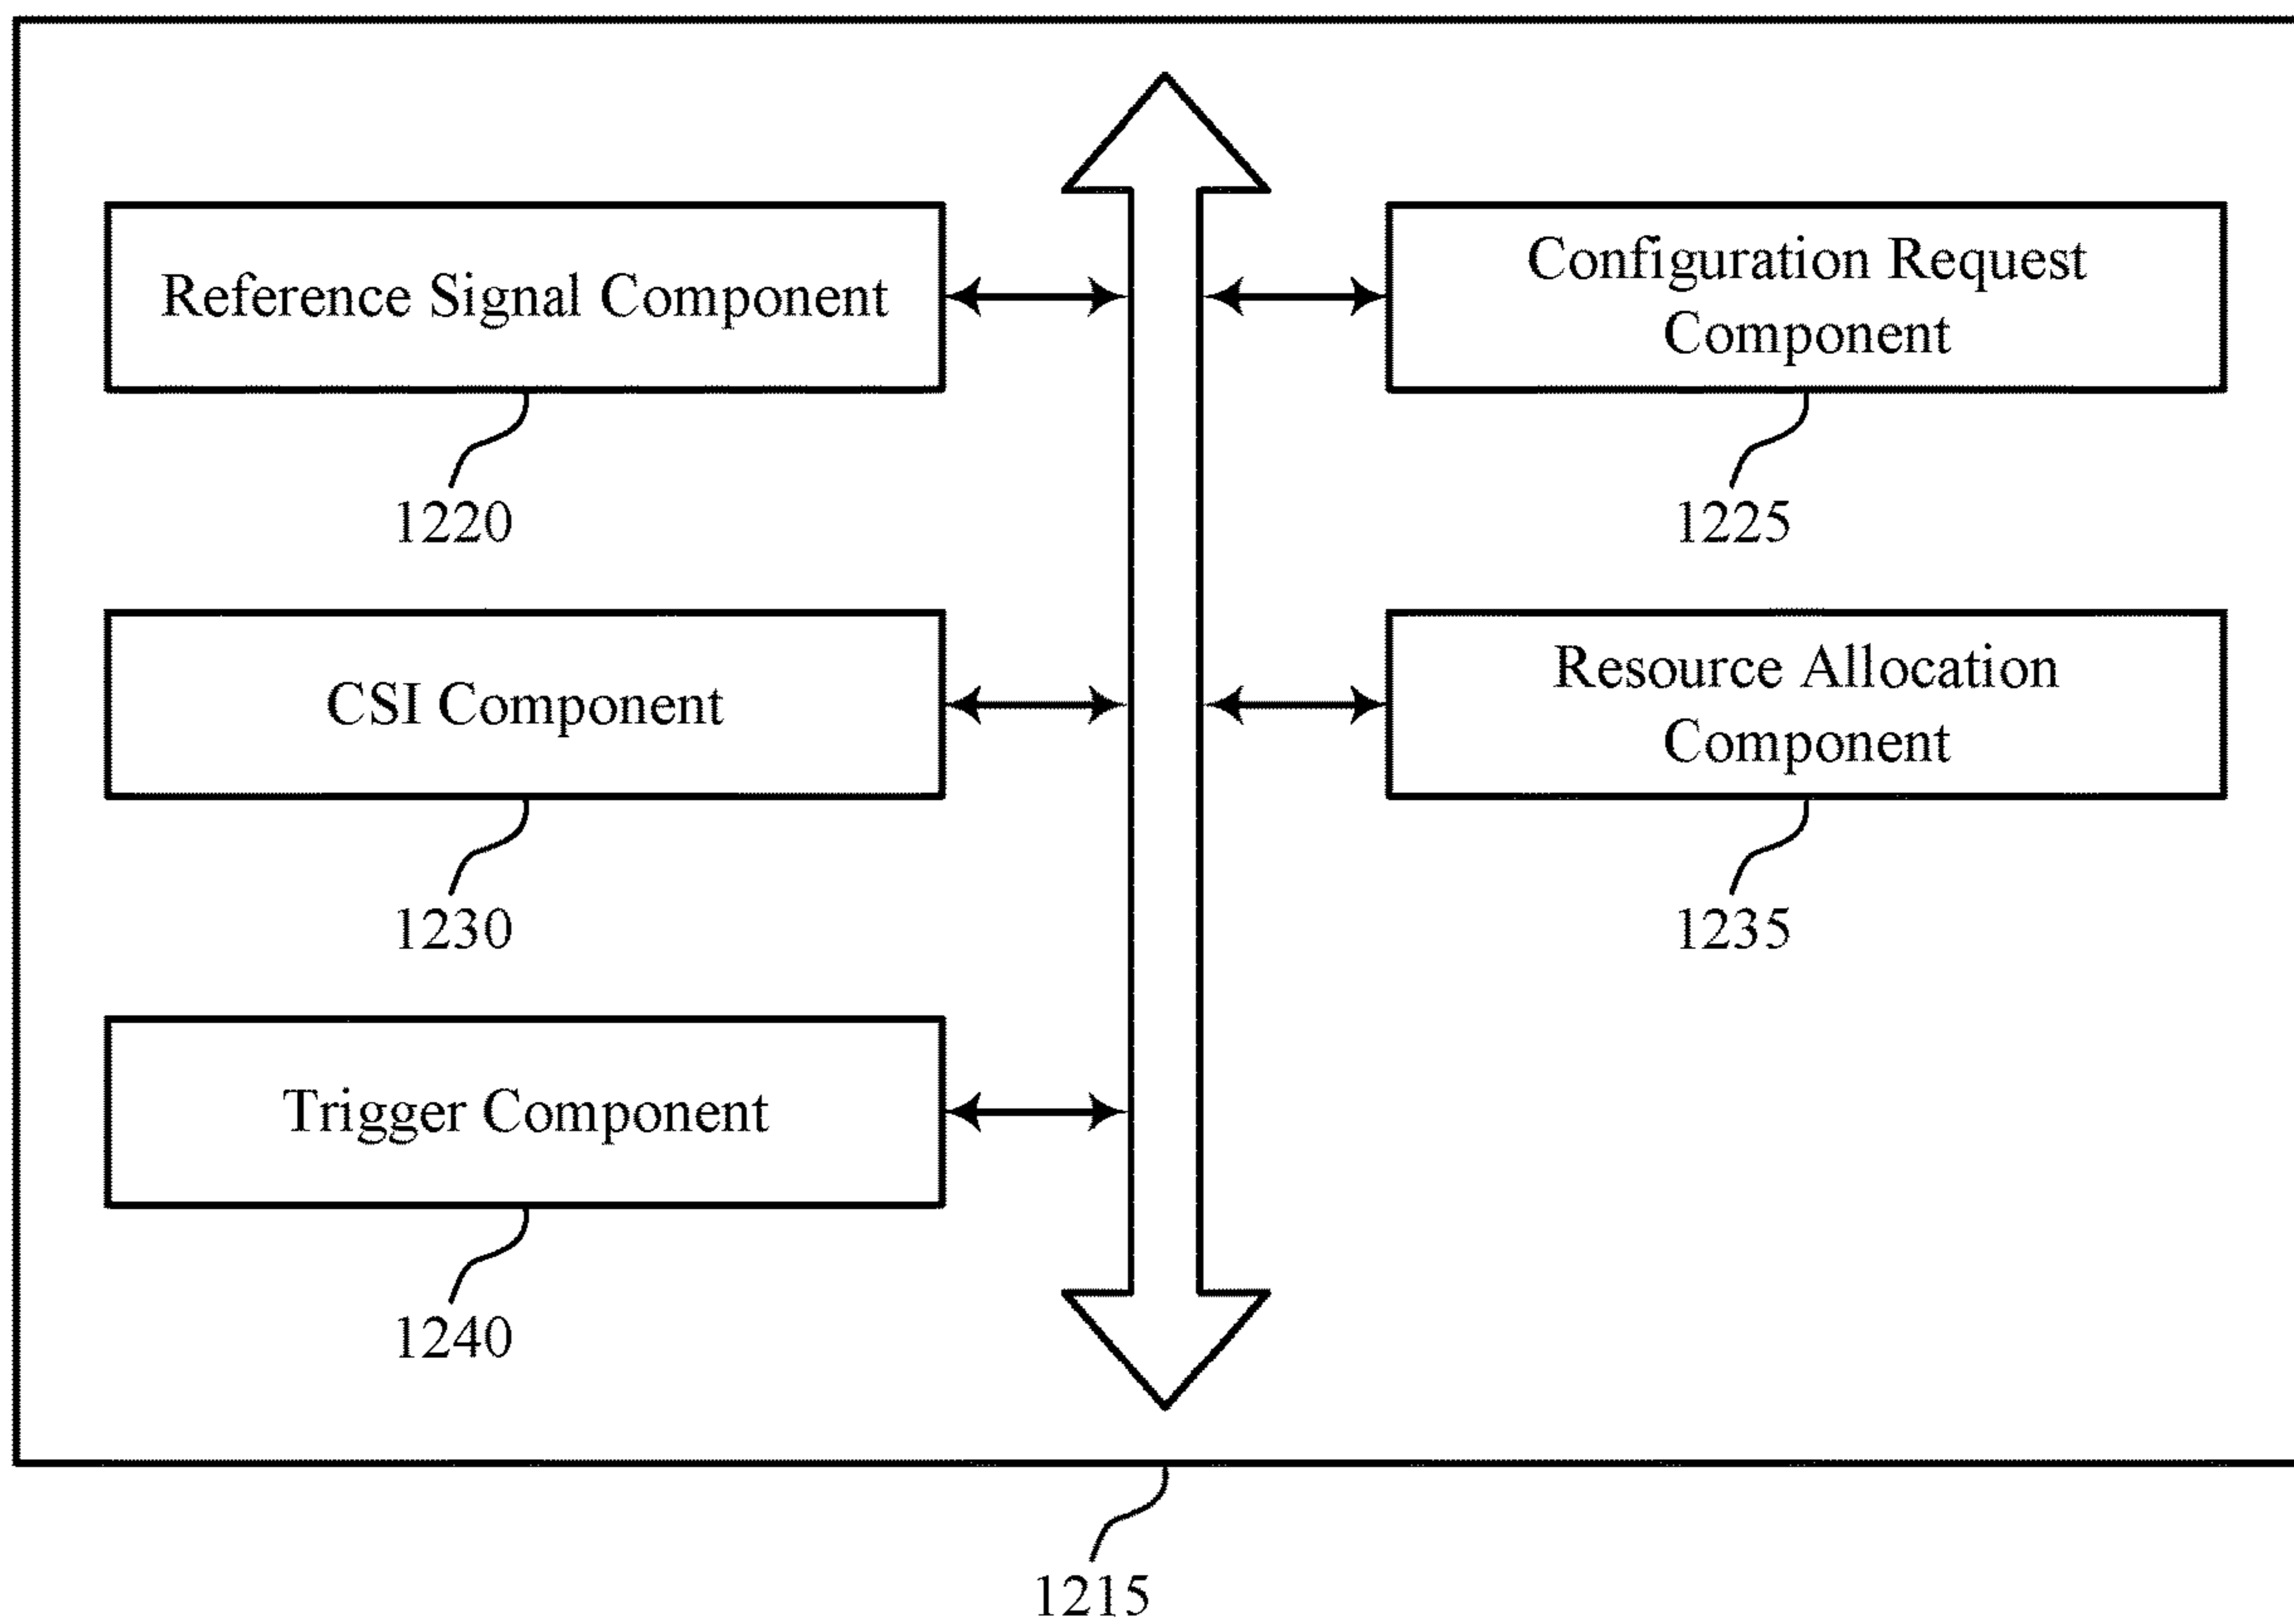 Reference Signal Component
Configuration Request
Component
1220
1225
CSI Component
Resource Allocation
Component
1230
1235
Trigger Component
1240
1215